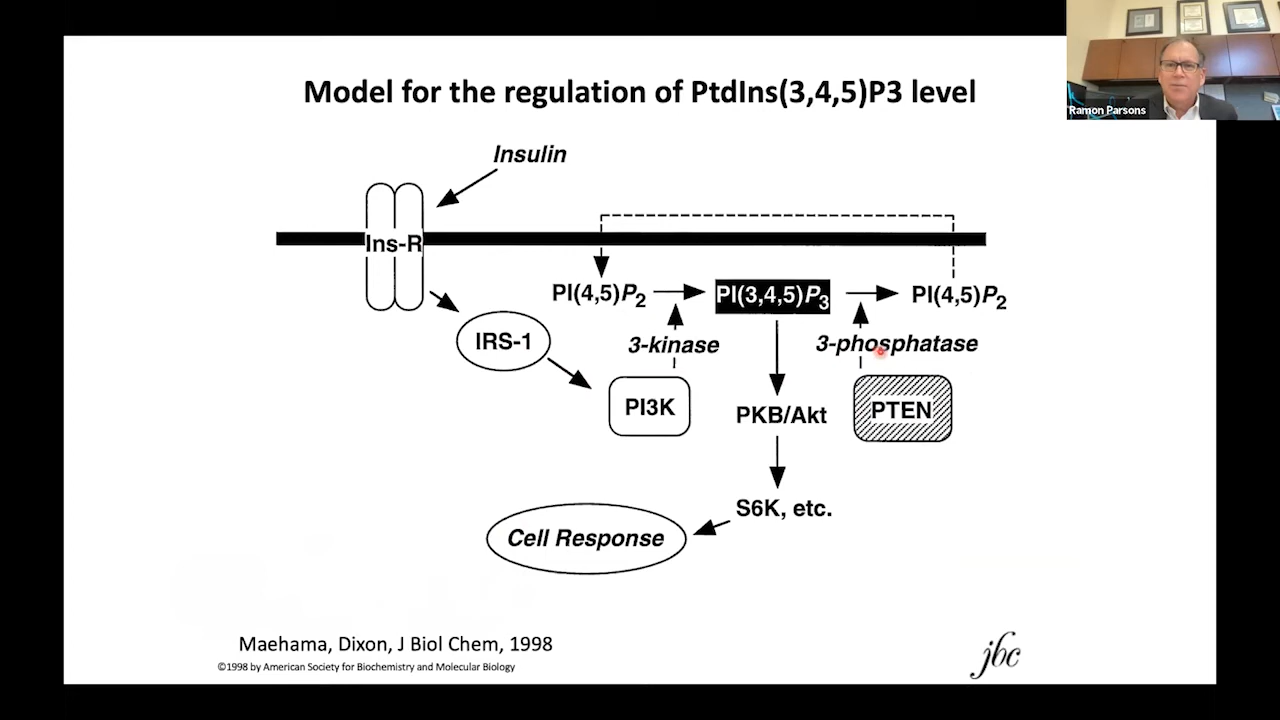 Model for the regulation of PtdIns(3,4,5)P3 level
Ramon Parsons
Insulin
Ins-R
PI(4,5)P2
PI(3,4,5)P3
PI(4,5)P2
IRS-1
3-kinase
3-phosphatase
PI3K
PKB/Akt
PTEN
S6K, etc.
Cell Response
Maehama, Dixon, J Biol Chem, 1998
©1998 by American Society for Biochemistry and Molecular Biology
jbc